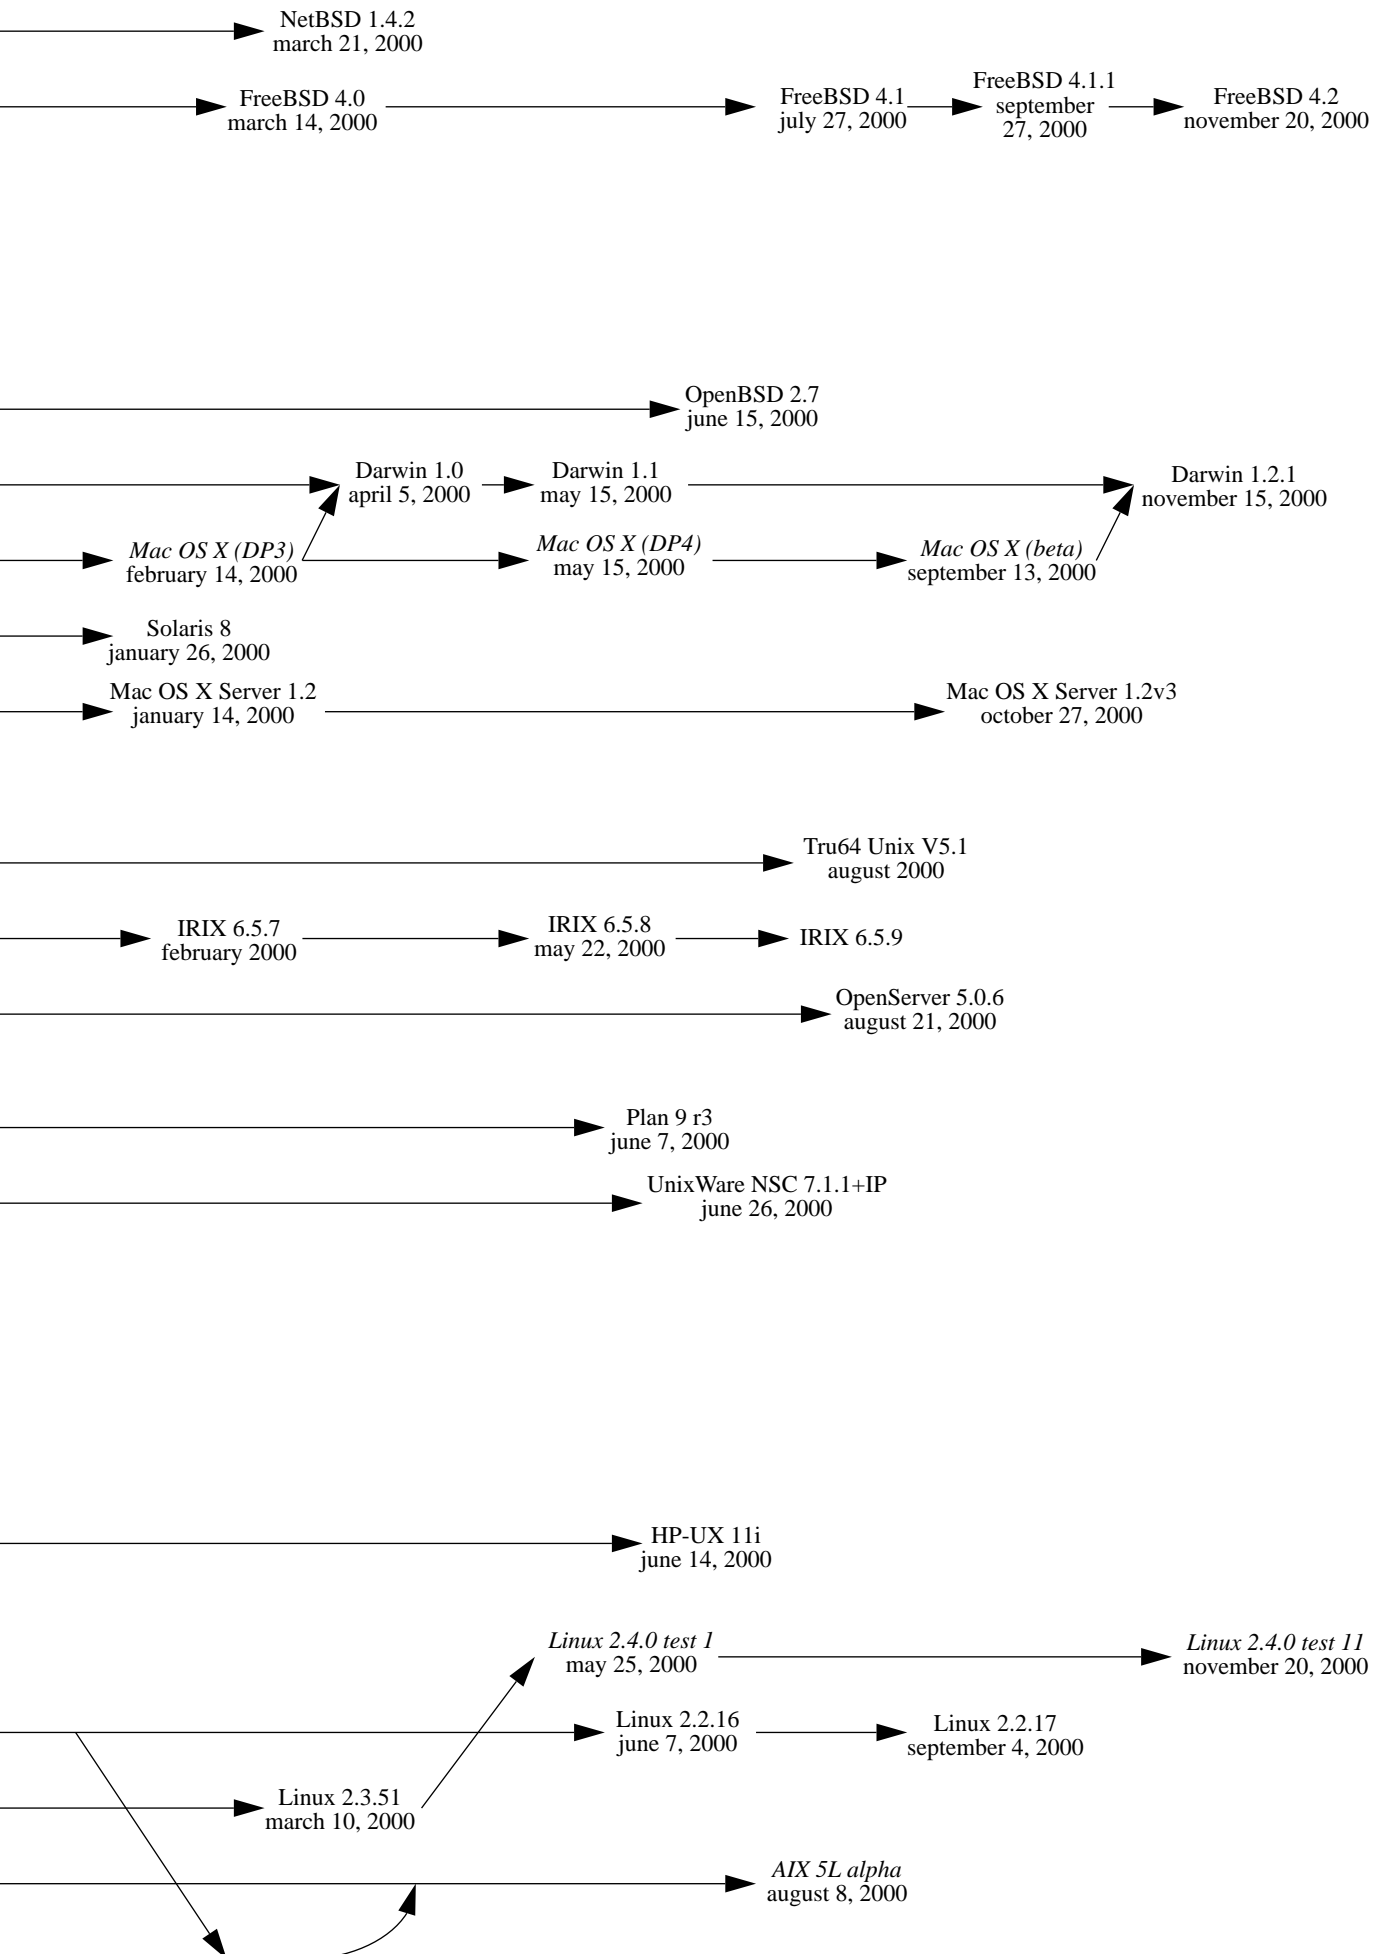 NetBSD 1.4.2
march 21, 2000
FreeBSD 4.0
march 14, 2000
FreeBSD 4.1
july 27, 2000
FreeBSD 4.1.1
september
27, 2000
FreeBSD 4.2
november 20, 2000
OpenBSD 2.7
june 15, 2000
Darwin 1.0
april 5, 2000
Darwin 1.1
may 15, 2000
Darwin 1.2.1
november 15, 2000
Mac OS X (DP3)
february 14, 2000
Mac OS X (DP4)
may 15, 2000
Mac OS X (beta)
september 13, 2000
Solaris 8
january 26, 2000
Mac OS X Server 1.2
january 14, 2000
Mac OS X Server 1.2v3
october 27, 2000
Tru64 Unix V5.1
august 2000
IRIX 6.5.7
february 2000
IRIX 6.5.8
may 22, 2000
IRIX 6.5.9
OpenServer 5.0.6
august 21, 2000
Plan 9 r3
june 7, 2000
UnixWare NSC 7.1.1+IP
june 26, 2000
HP-UX 11i
june 14, 2000
Linux 2.4.0 test 1
may 25, 2000
Linux 2.4.0 test 11
november 20, 2000
Linux 2.2.16
june 7, 2000
Linux 2.2.17
september 4, 2000
Linux 2.3.51
march 10, 2000
AIX 5L alpha
august 8, 2000